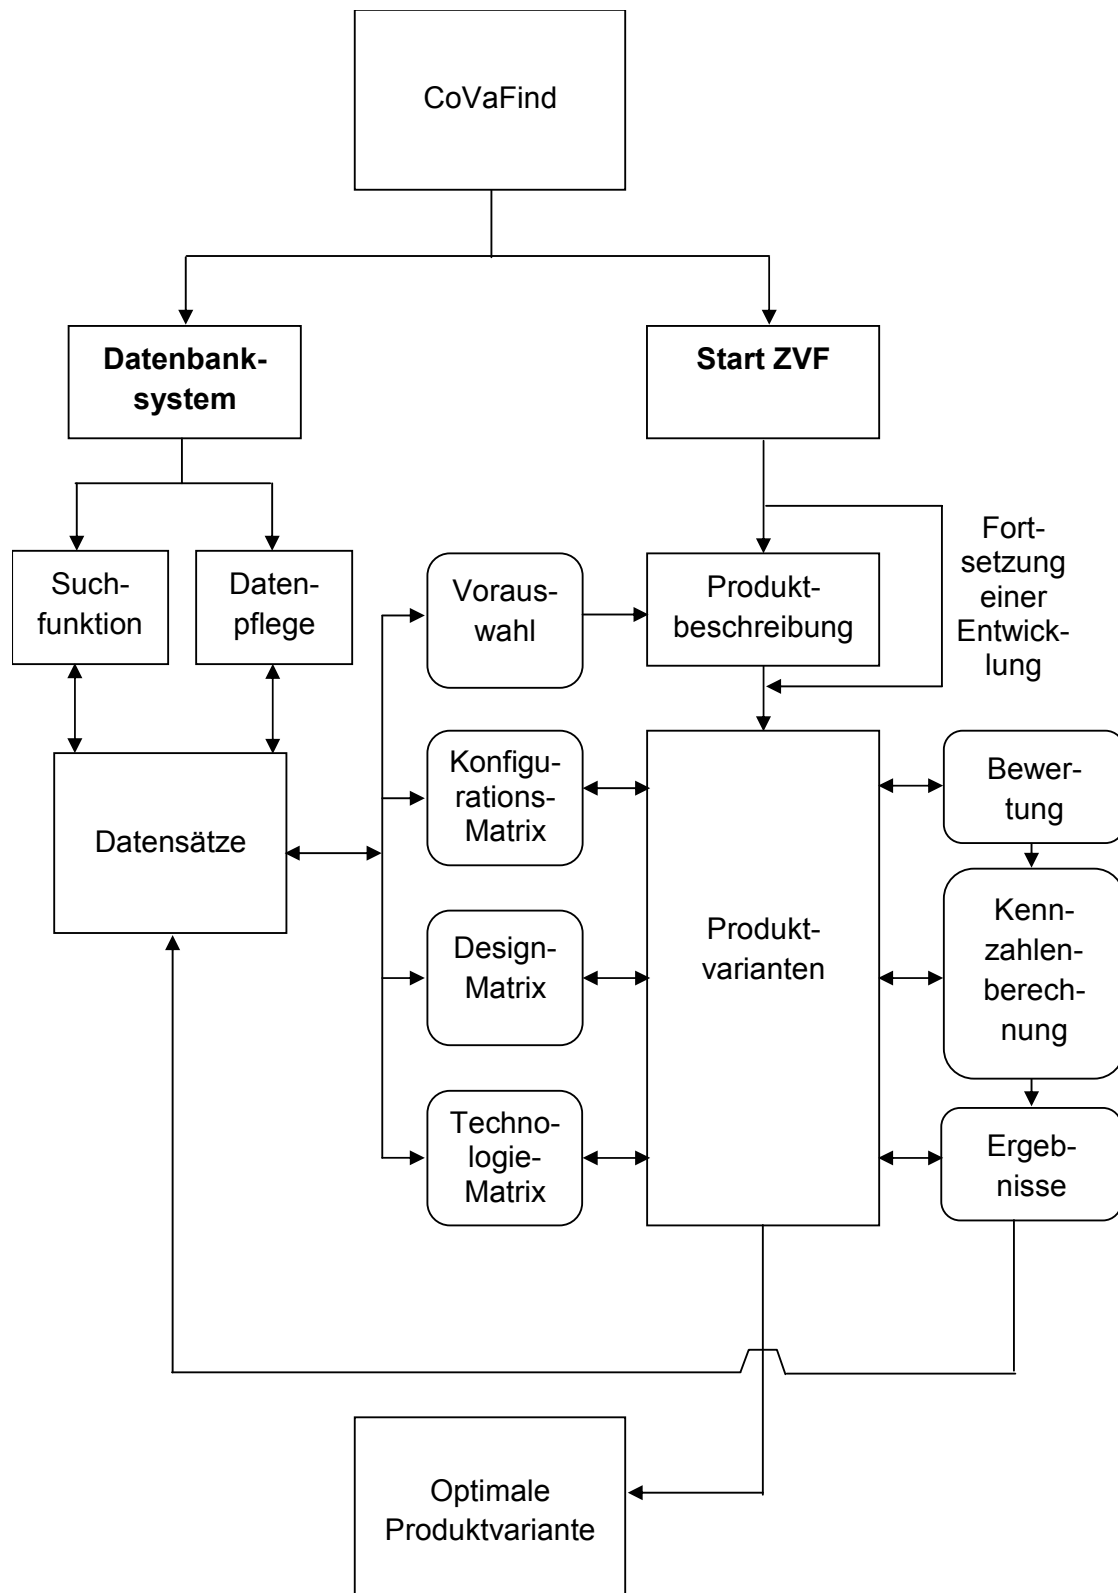 CoVaFind
Datenbank-
system
Start ZVF
Fort-
setzung
einer
Entwick-
lung
Such-
funktion
Daten-
pflege
Voraus-
wahl
Produkt-
beschreibung
Konfigu-
rations-
Matrix
Bewer-
tung
Datensätze
Produkt-
varianten
Kenn-
zahlen-
berech-
nung
Design-
Matrix
Techno-
logie-
Matrix
Ergeb-
nisse
Optimale
Produktvariante